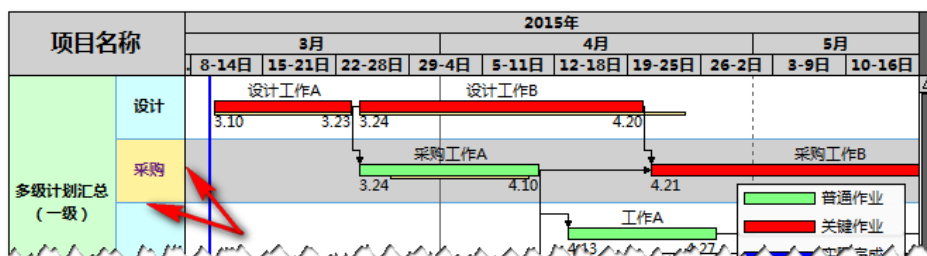 项目名称
2015年
3月
4月
5月
8-14日
15-21日
22-28日
29-4日
5-11日
12-18日
19-25日
26-2日
3-9日
10-16日
设计
设计工作A
设计工作B
3.10
3.23
3.24
4.20
采购
采购工作A
采购工作B
3.24
4.10
4.21
多级计划汇总
（一级）
工作A
4.13
4.27
普通作业
关键作业